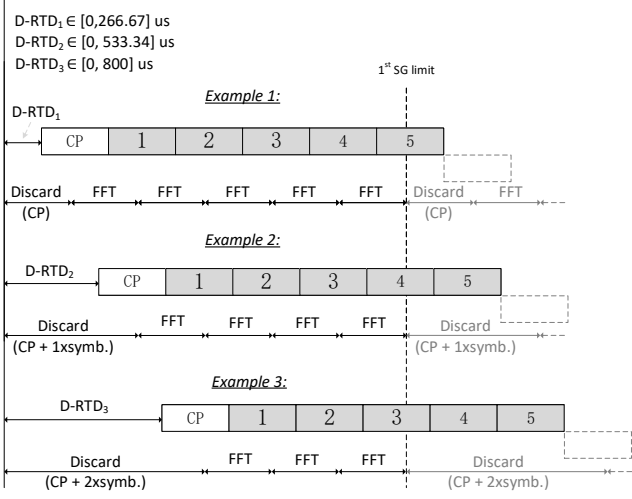 D-RTD₁ ∈ [0,266.67] us
D-RTD₂ ∈ [0, 533.34] us
D-RTD₃ ∈ [0, 800] us
1st SG limit
Example 1:
D-RTD₁
CP 1 2 3 4 5
Discard FFT FFT FFT FFT FFT Discard FFT
(CP) (CP)
Example 2:
D-RTD₂
CP 1 2 3 4 5
Discard FFT FFT FFT FFT Discard
(CP + 1xsymb.) (CP + 1xsymb.)
Example 3:
D-RTD₃
CP 1 2 3 4 5
Discard FFT FFT FFT Discard
(CP + 2xsymb.) (CP + 2xsymb.)